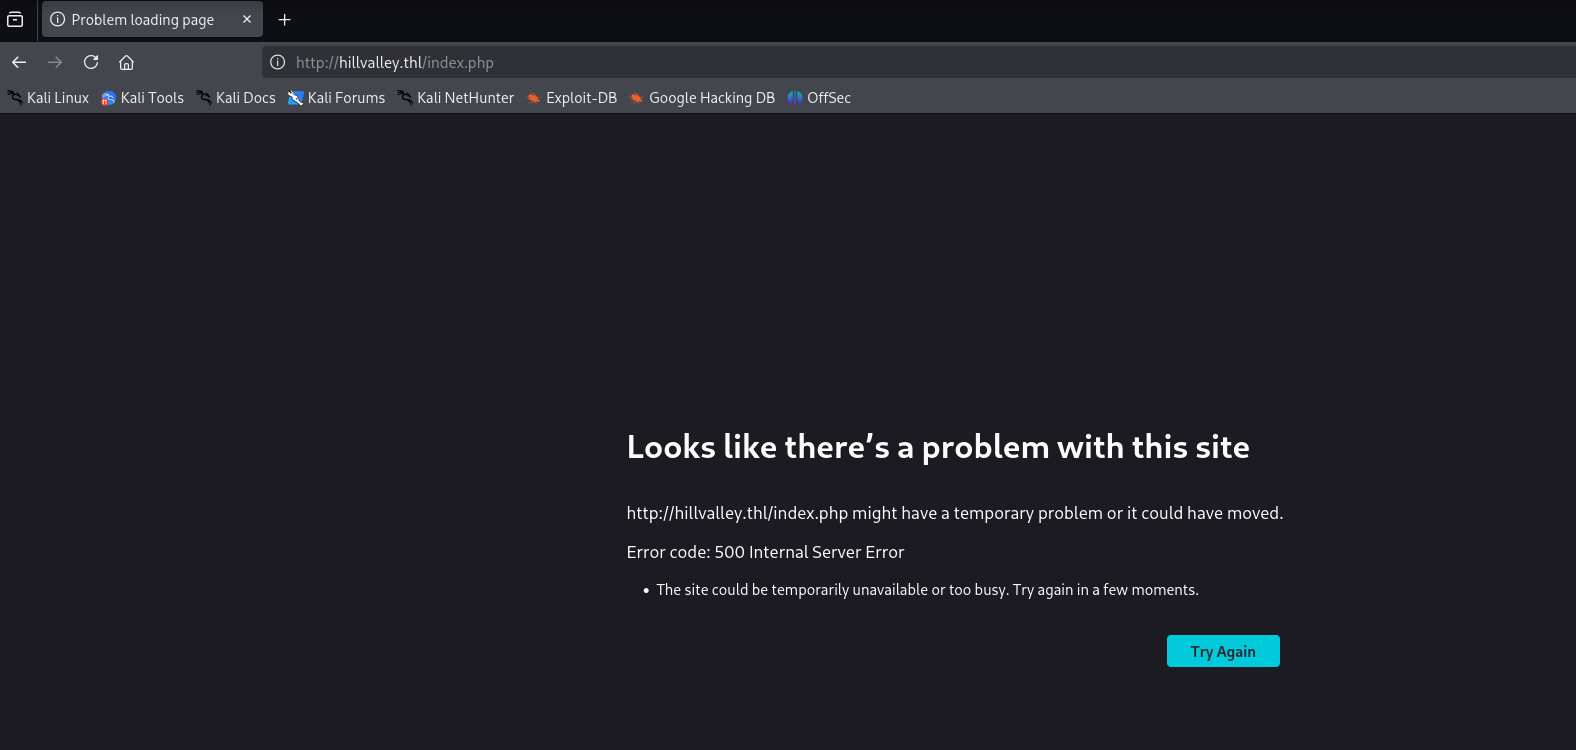 Problem loading page
http://hillvalley.thl/index.php
Kali Linux Kali Tools Kali Docs Kali Forums Kali NetHunter Exploit-DB Google Hacking DB OffSec
Looks like there’s a problem with this site
http://hillvalley.thl/index.php might have a temporary problem or it could have moved.
Error code: 500 Internal Server Error
• The site could be temporarily unavailable or too busy. Try again in a few moments.
Try Again